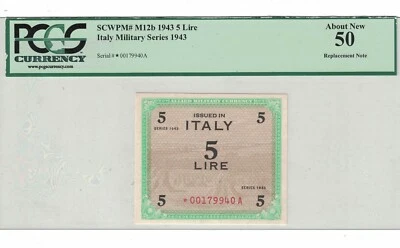 PCGS
CURRENCY
www.pcgscurrency.com
SCWPM# M12b 1943 5 Lire
Italy Military Series 1943
Serial# * 00179940A
About New
50
Replacement Note
ALLIED MILITARY CURRENCY
5
ISSUED IN
5
ITALY
SERIES 1943
5
LIRE
SERIES 1943
5
* 00179940 A
5